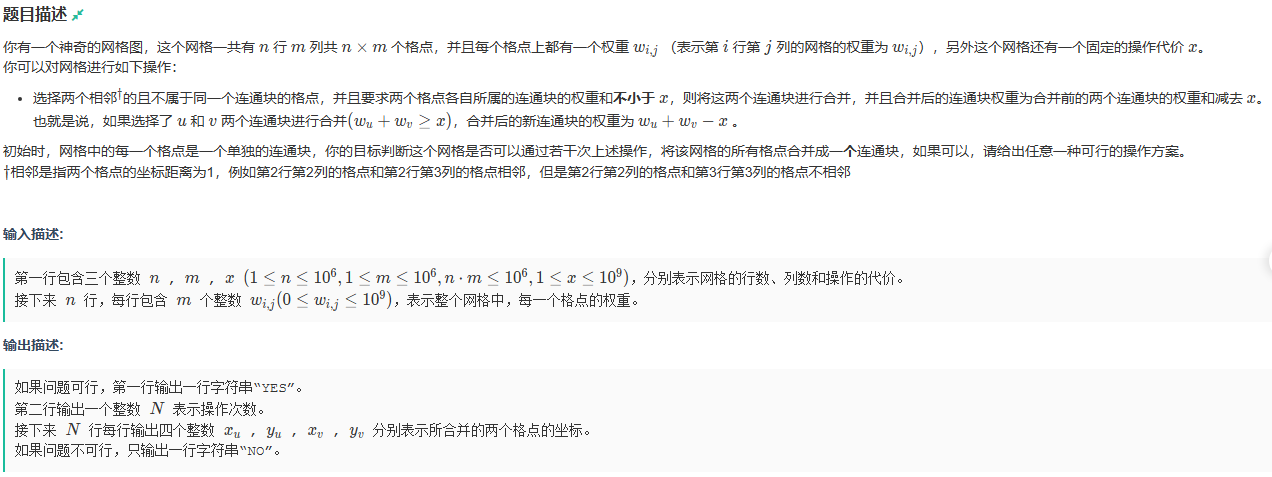 题目描述
你有一个神奇的网格图，这个网格一共有 n 行 m 列共 n × m 个格点，并且每个格点上都有一个权重 w_{i,j} （表示第 i 行第 j 列的网格的权重为 w_{i,j}），另外这个网格还有一个固定的操作代价 x。
你可以对网格进行如下操作：
• 选择两个相邻†的且不属于同一个连通块的格点，并且要求两个格点各自所属的连通块的权重和不小于 x，则将这两个连通块进行合并，并且合并后的连通块权重为合并前的两个连通块的权重和减去 x。
也就是说，如果选择了 u 和 v 两个连通块进行合并(w_u + w_v ≥ x)，合并后的新连通块的权重为 w_u + w_v − x 。
初始时，网格中的每一个格点是一个单独的连通块，你的目标判断这个网格是否可以通过若干次上述操作，将该网格的所有格点合并成一个连通块，如果可以，请给出任意一种可行的操作方案。
†相邻是指两个格点的坐标距离为1，例如第2行第2列的格点和第2行第3列的格点相邻，但是第2行第2列的格点和第3行第3列的格点不相邻
输入描述:
第一行包含三个整数 n , m , x (1 ≤ n ≤ 10^6, 1 ≤ m ≤ 10^6, n · m ≤ 10^6, 1 ≤ x ≤ 10^9)，分别表示网格的行数、列数和操作的代价。
接下来 n 行，每行包含 m 个整数 w_{i,j}(0 ≤ w_{i,j} ≤ 10^9)，表示整个网格中，每一个格点的权重。
输出描述:
如果问题可行，第一行输出一行字符串“YES”。
第二行输出一个整数 N 表示操作次数。
接下来 N 行每行输出四个整数 x_u , y_u , x_v , y_v 分别表示所合并的两个格点的坐标。
如果问题不可行，只输出一行字符串“NO”。